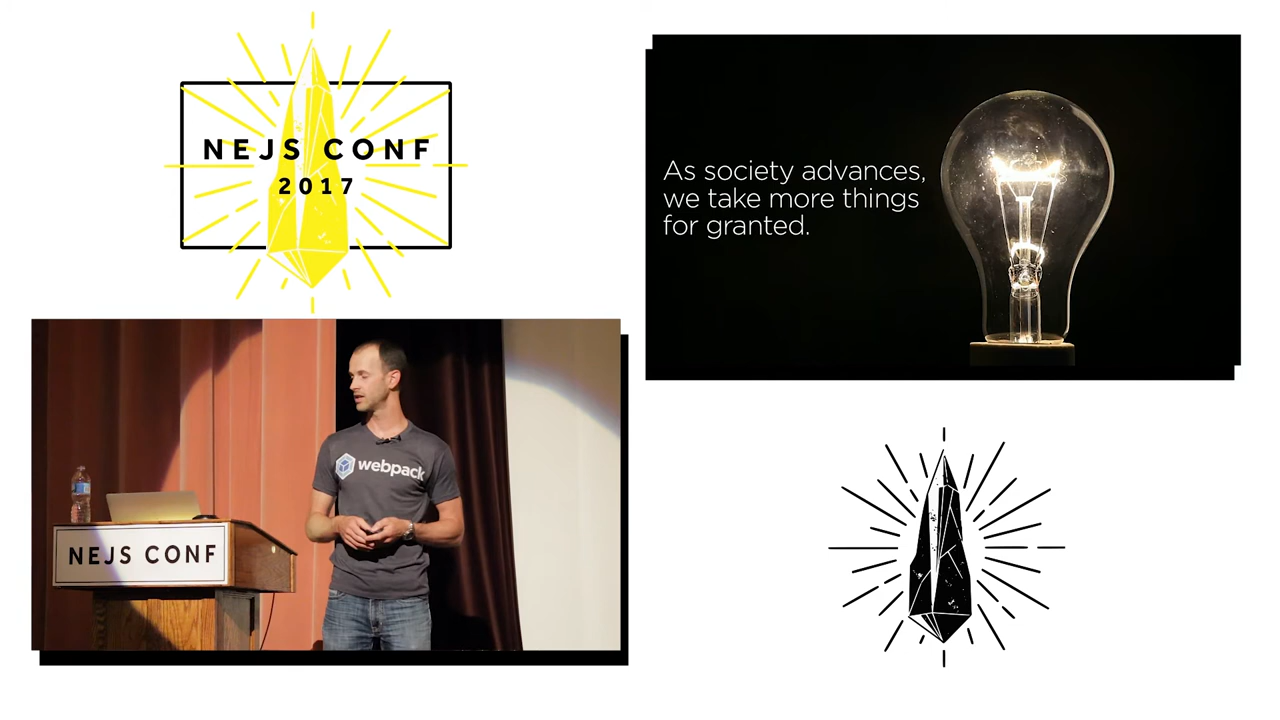 NEJS CONF
2017
As society advances,
we take more things
for granted.
webpack
NEJS CONF